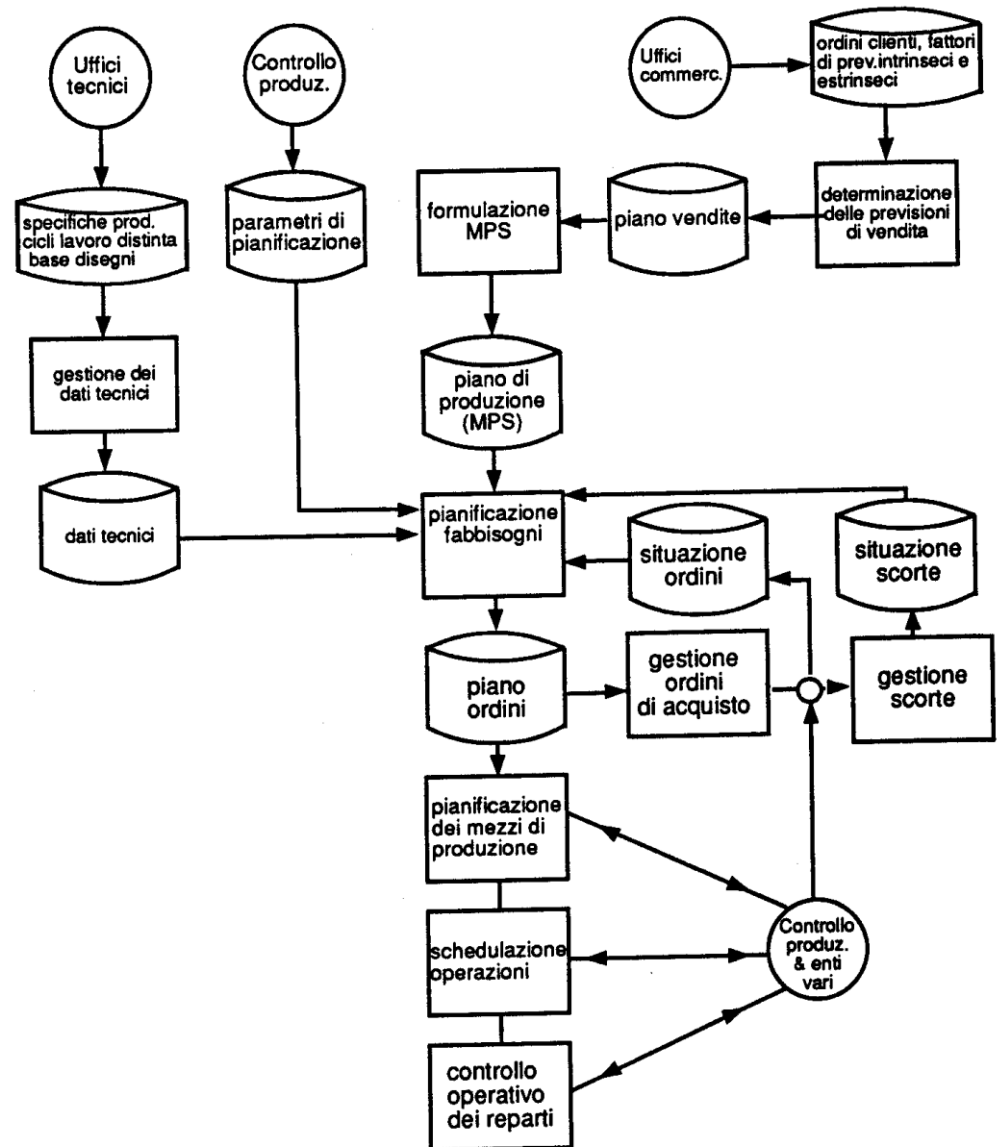 Uffici
tecnici
Controllo
produz.
Uffici
commerc.
ordini clienti, fattori
di prev.intrinseci e
estrinseci
specifiche prod.
cicli lavoro distinta
base disegni
parametri di
pianificazione
formulazione
MPS
piano vendite
determinazione
delle previsioni
di vendita
gestione dei
dati tecnici
piano di
produzione
(MPS)
dati tecnici
pianificazione
fabbisogni
situazione
ordini
situazione
scorte
piano
ordini
gestione
ordini
di acquisto
gestione
scorte
pianificazione
dei mezzi di
produzione
schedulazione
operazioni
Controllo
produz.
& enti
vari
controllo
operativo
dei reparti